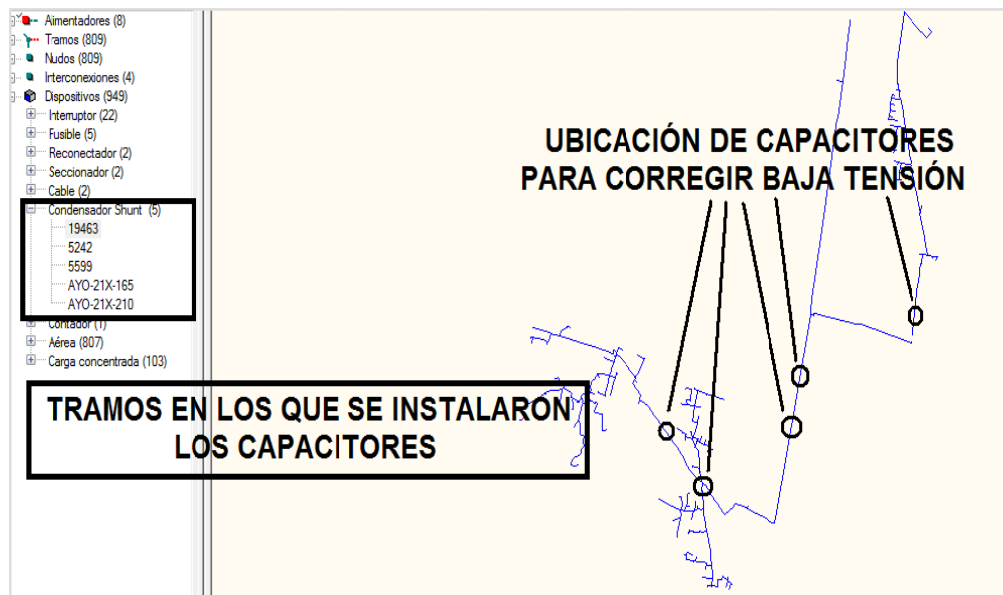 Alimentadores (8)
Tramos (809)
Nudos (809)
Interconexiones (4)
Dispositivos (949)
Interruptor (22)
Fusible (5)
Reconectador (2)
Seccionador (2)
Cable (2)
Condensador Shunt (5)
19463
5242
5599
AYO-21X-165
AYO-21X-210
Contador (1)
Aérea (807)
Carga concentrada (103)
UBICACIÓN DE CAPACITORES
PARA CORREGIR BAJA TENSIÓN
TRAMOS EN LOS QUE SE INSTALARON
LOS CAPACITORES